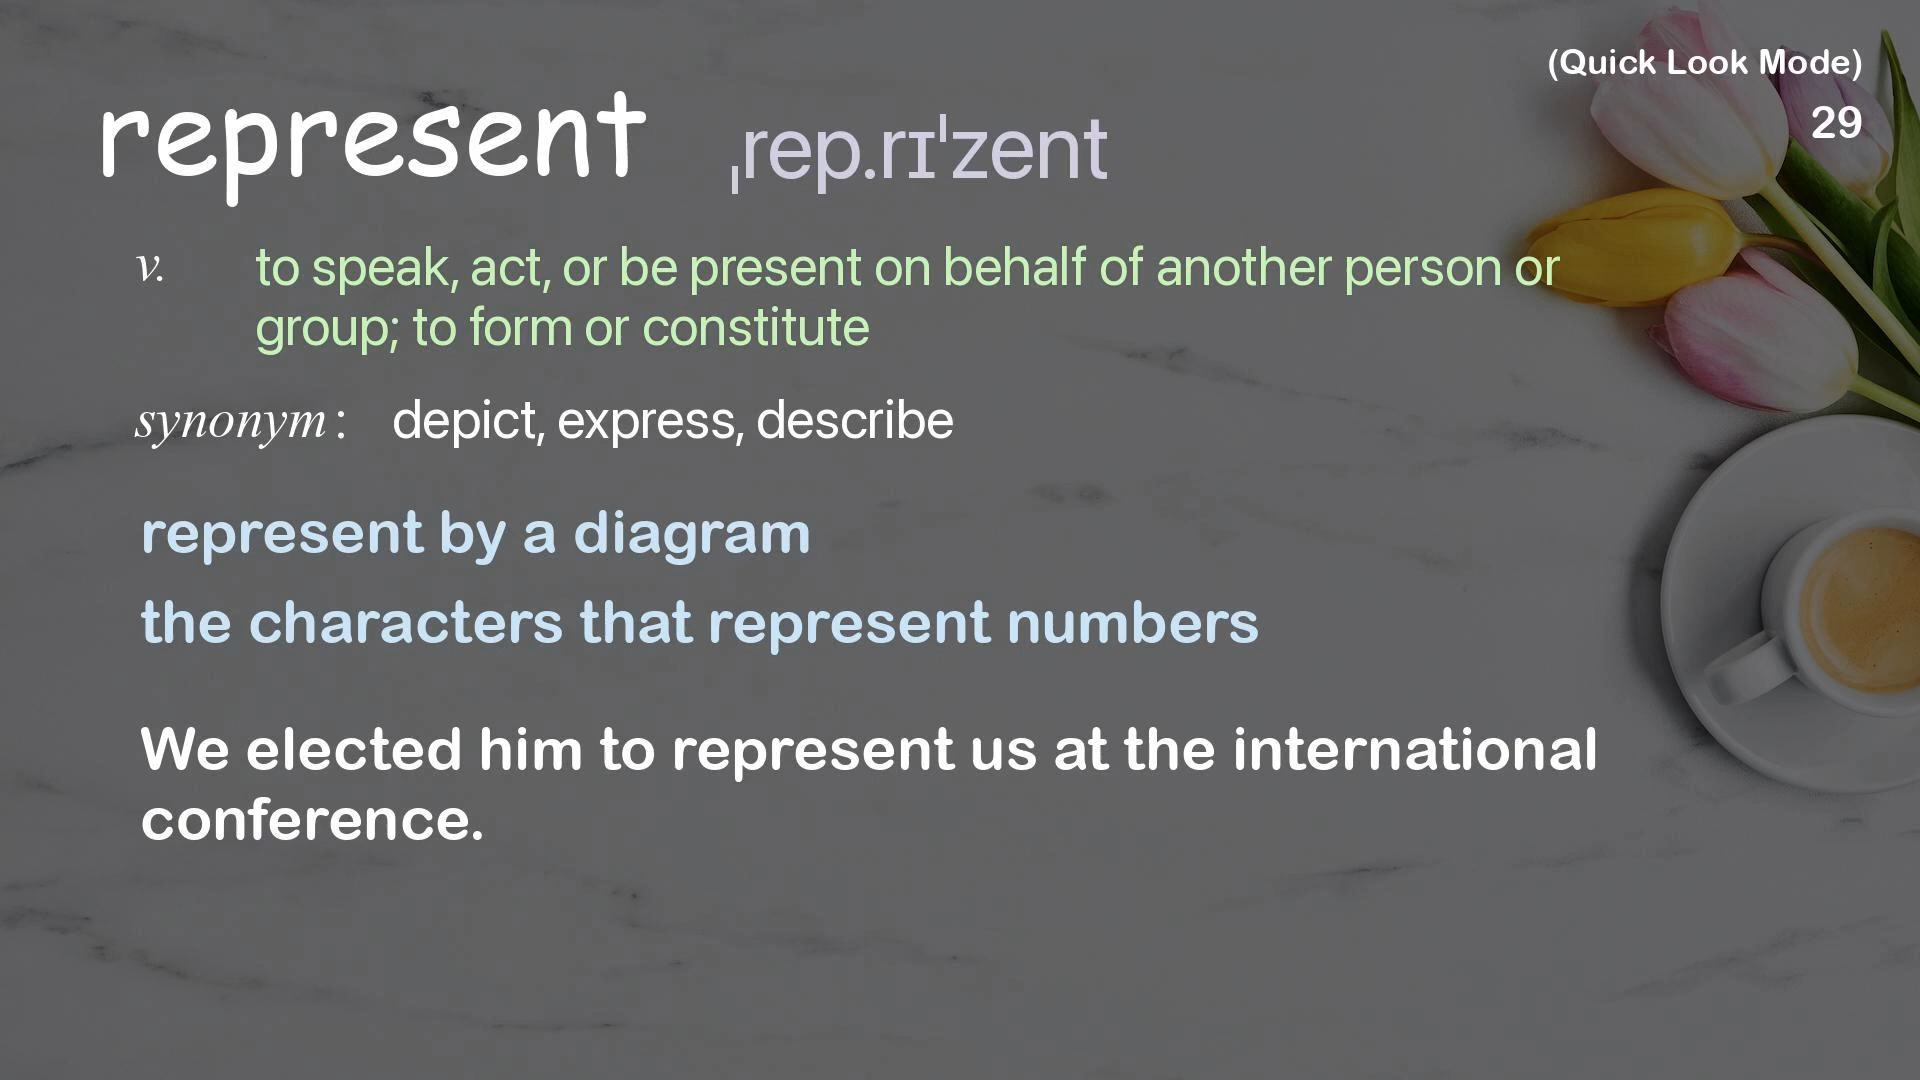 (Quick Look Mode)
29
represent ˌrep.rɪˈzent
v. to speak, act, or be present on behalf of another person or
group; to form or constitute
synonym : depict, express, describe
represent by a diagram
the characters that represent numbers
We elected him to represent us at the international
conference.